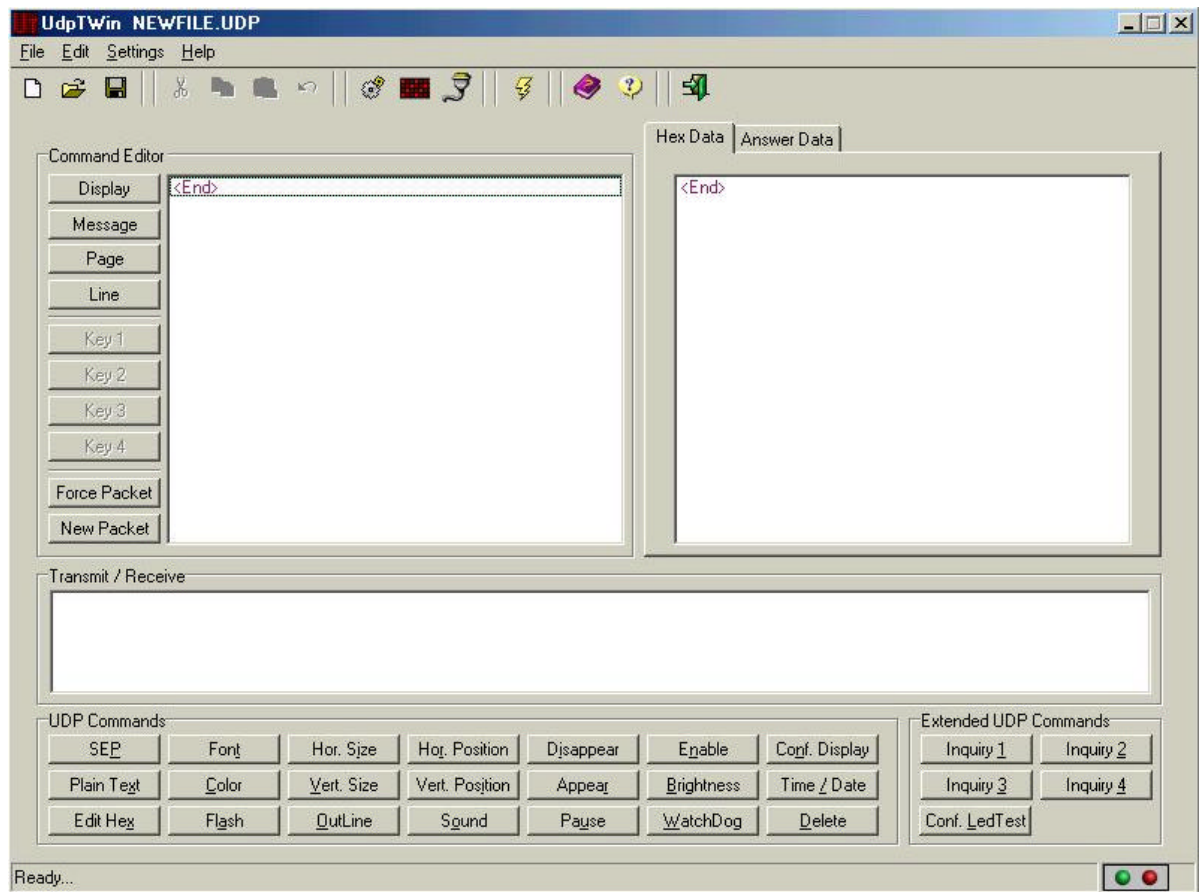 UdpTWin NEWFILE.UDP
File Edit Settings Help
Hex Data Answer Data
Command Editor
Display
Message
Page
Line
Key 1
Key 2
Key 3
Key 4
Force Packet
New Packet
<End>
<End>
Transmit / Receive
UDP Commands
SEP Font Hor. Size Hor. Position Disappear Enable Conf. Display
Plain Text Color Vert. Size Vert. Position Appear Brightness Time / Date
Edit Hex Flash OutLine Sound Pause WatchDog Delete
Extended UDP Commands
Inquiry 1 Inquiry 2
Inquiry 3 Inquiry 4
Conf. LedTest
Ready...